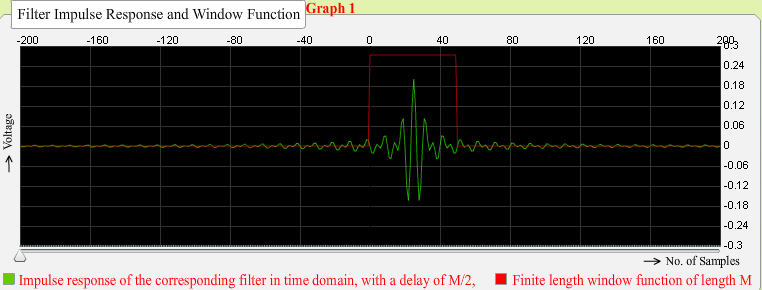 Filter Impulse Response and Window Function
Graph 1
-200 -160 -120 -80 -40 0 40 80 120 160 200
0.3
0.24
0.18
0.12
0.06
0
-0.06
-0.12
-0.18
-0.24
-0.3
Voltage
No. of Samples
Impulse response of the corresponding filter in time domain, with a delay of M/2,
Finite length window function of length M